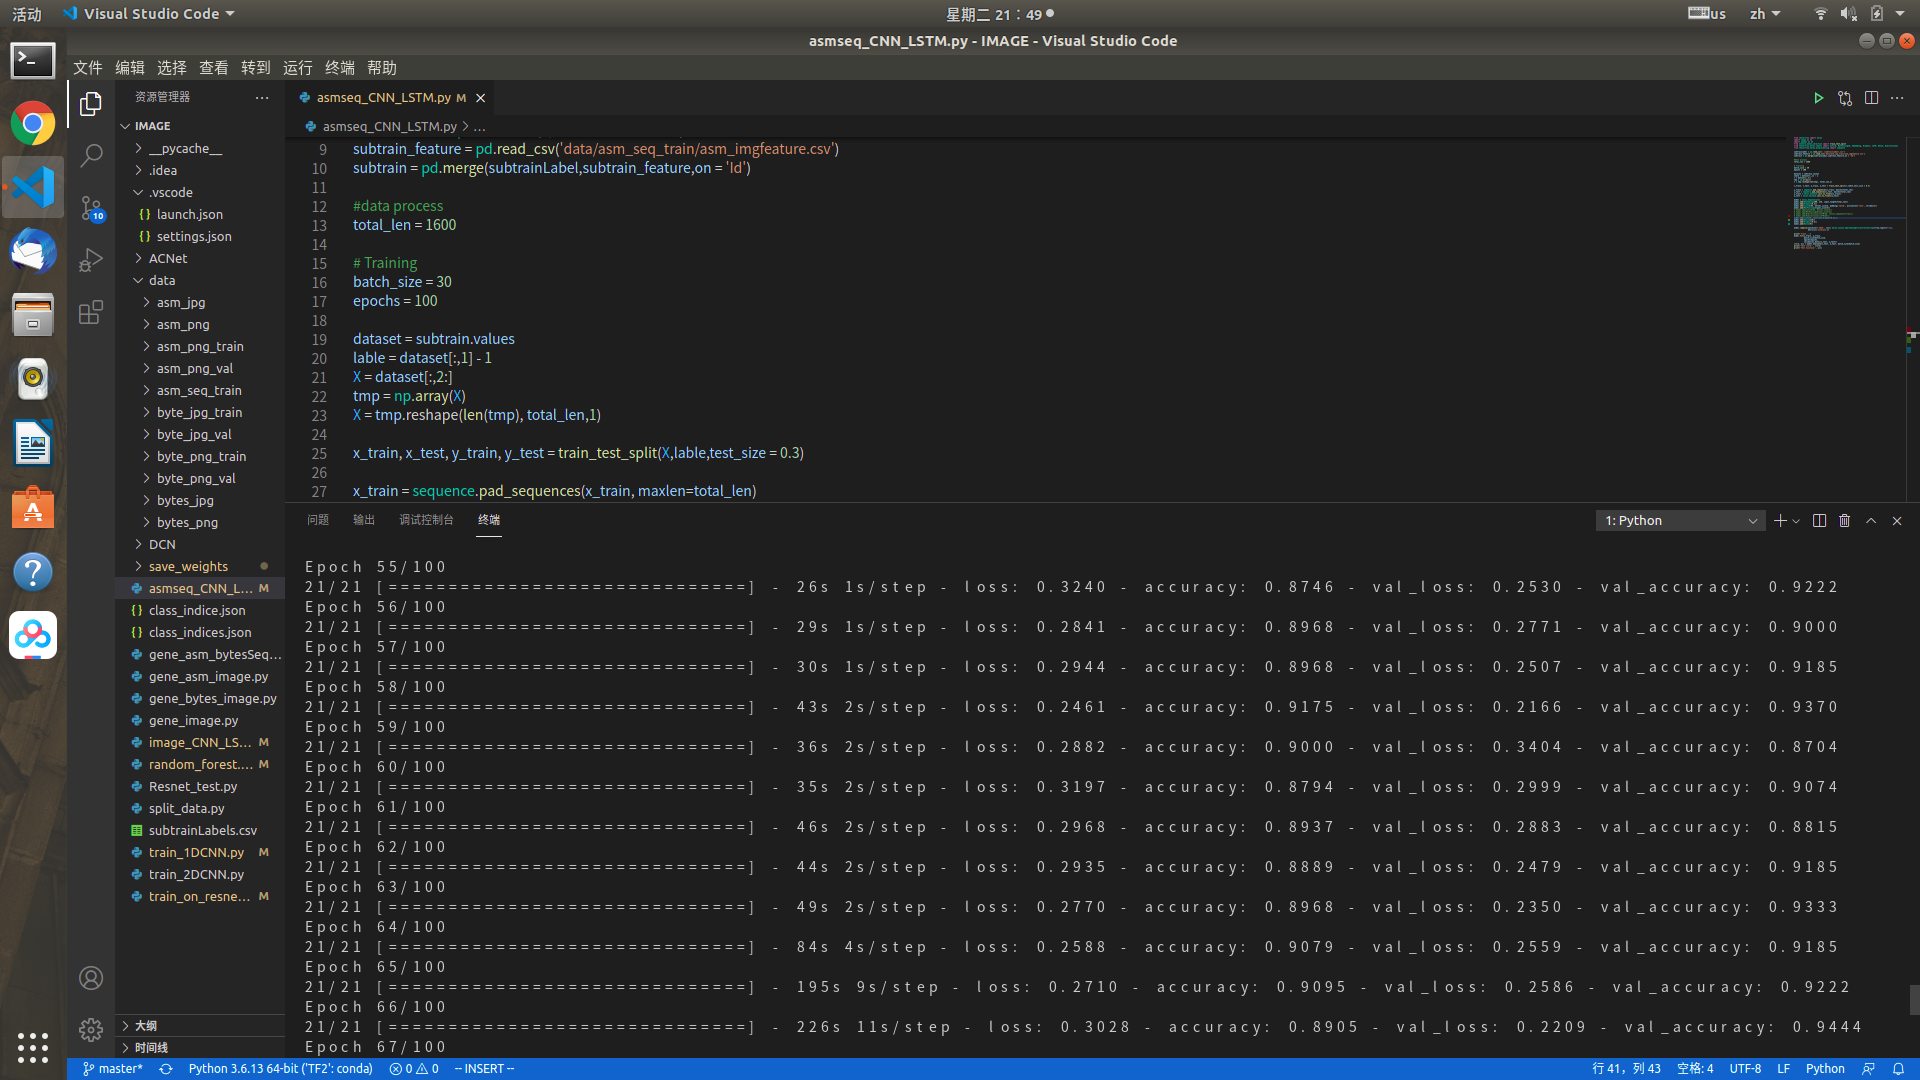 活动 Visual Studio Code 星期二 21：49 us zh
asmseq_CNN_LSTM.py - IMAGE - Visual Studio Code
文件 编辑 选择 查看 转到 运行 终端 帮助
资源管理器
IMAGE
__pycache__
.idea
.vscode
{} launch.json
{} settings.json
ACNet
data
asm_jpg
asm_png
asm_png_train
asm_png_val
asm_seq_train
byte_jpg_train
byte_jpg_val
byte_png_train
byte_png_val
bytes_jpg
bytes_png
DCN
save_weights
asmseq_CNN_L... M
{} class_indice.json
{} class_indices.json
gene_asm_bytesSeq...
gene_asm_image.py
gene_bytes_image.py
gene_image.py
image_CNN_LS... M
random_forest.... M
Resnet_test.py
split_data.py
subtrainLabels.csv
train_1DCNN.py M
train_2DCNN.py
train_on_resne... M
大纲
时间线
10
asmseq_CNN_LSTM.py M
asmseq_CNN_LSTM.py > ...
9 subtrain_feature = pd.read_csv('data/asm_seq_train/asm_imgfeature.csv')
10 subtrain = pd.merge(subtrainLabel,subtrain_feature,on = 'Id')
11
12 #data process
13 total_len = 1600
14
15 # Training
16 batch_size = 30
17 epochs = 100
18
19 dataset = subtrain.values
20 lable = dataset[:,1] - 1
21 X = dataset[:,2:]
22 tmp = np.array(X)
23 X = tmp.reshape(len(tmp), total_len,1)
24
25 x_train, x_test, y_train, y_test = train_test_split(X,lable,test_size = 0.3)
26
27 x_train = sequence.pad_sequences(x_train, maxlen=total_len)
问题 输出 调试控制台 终端 1: Python
Epoch 55/100
21/21 [==============================] - 26s 1s/step - loss: 0.3240 - accuracy: 0.8746 - val_loss: 0.2530 - val_accuracy: 0.9222
Epoch 56/100
21/21 [==============================] - 29s 1s/step - loss: 0.2841 - accuracy: 0.8968 - val_loss: 0.2771 - val_accuracy: 0.9000
Epoch 57/100
21/21 [==============================] - 30s 1s/step - loss: 0.2944 - accuracy: 0.8968 - val_loss: 0.2507 - val_accuracy: 0.9185
Epoch 58/100
21/21 [==============================] - 43s 2s/step - loss: 0.2461 - accuracy: 0.9175 - val_loss: 0.2166 - val_accuracy: 0.9370
Epoch 59/100
21/21 [==============================] - 36s 2s/step - loss: 0.2882 - accuracy: 0.9000 - val_loss: 0.3404 - val_accuracy: 0.8704
Epoch 60/100
21/21 [==============================] - 35s 2s/step - loss: 0.3197 - accuracy: 0.8794 - val_loss: 0.2999 - val_accuracy: 0.9074
Epoch 61/100
21/21 [==============================] - 46s 2s/step - loss: 0.2968 - accuracy: 0.8937 - val_loss: 0.2883 - val_accuracy: 0.8815
Epoch 62/100
21/21 [==============================] - 44s 2s/step - loss: 0.2935 - accuracy: 0.8889 - val_loss: 0.2479 - val_accuracy: 0.9185
Epoch 63/100
21/21 [==============================] - 49s 2s/step - loss: 0.2770 - accuracy: 0.8968 - val_loss: 0.2350 - val_accuracy: 0.9333
Epoch 64/100
21/21 [==============================] - 84s 4s/step - loss: 0.2588 - accuracy: 0.9079 - val_loss: 0.2559 - val_accuracy: 0.9185
Epoch 65/100
21/21 [==============================] - 195s 9s/step - loss: 0.2710 - accuracy: 0.9095 - val_loss: 0.2586 - val_accuracy: 0.9222
Epoch 66/100
21/21 [==============================] - 226s 11s/step - loss: 0.3028 - accuracy: 0.8905 - val_loss: 0.2209 - val_accuracy: 0.9444
Epoch 67/100
master* Python 3.6.13 64-bit ('TF2': conda) 0 0 -- INSERT -- 行 41，列 43 空格: 4 UTF-8 LF Python